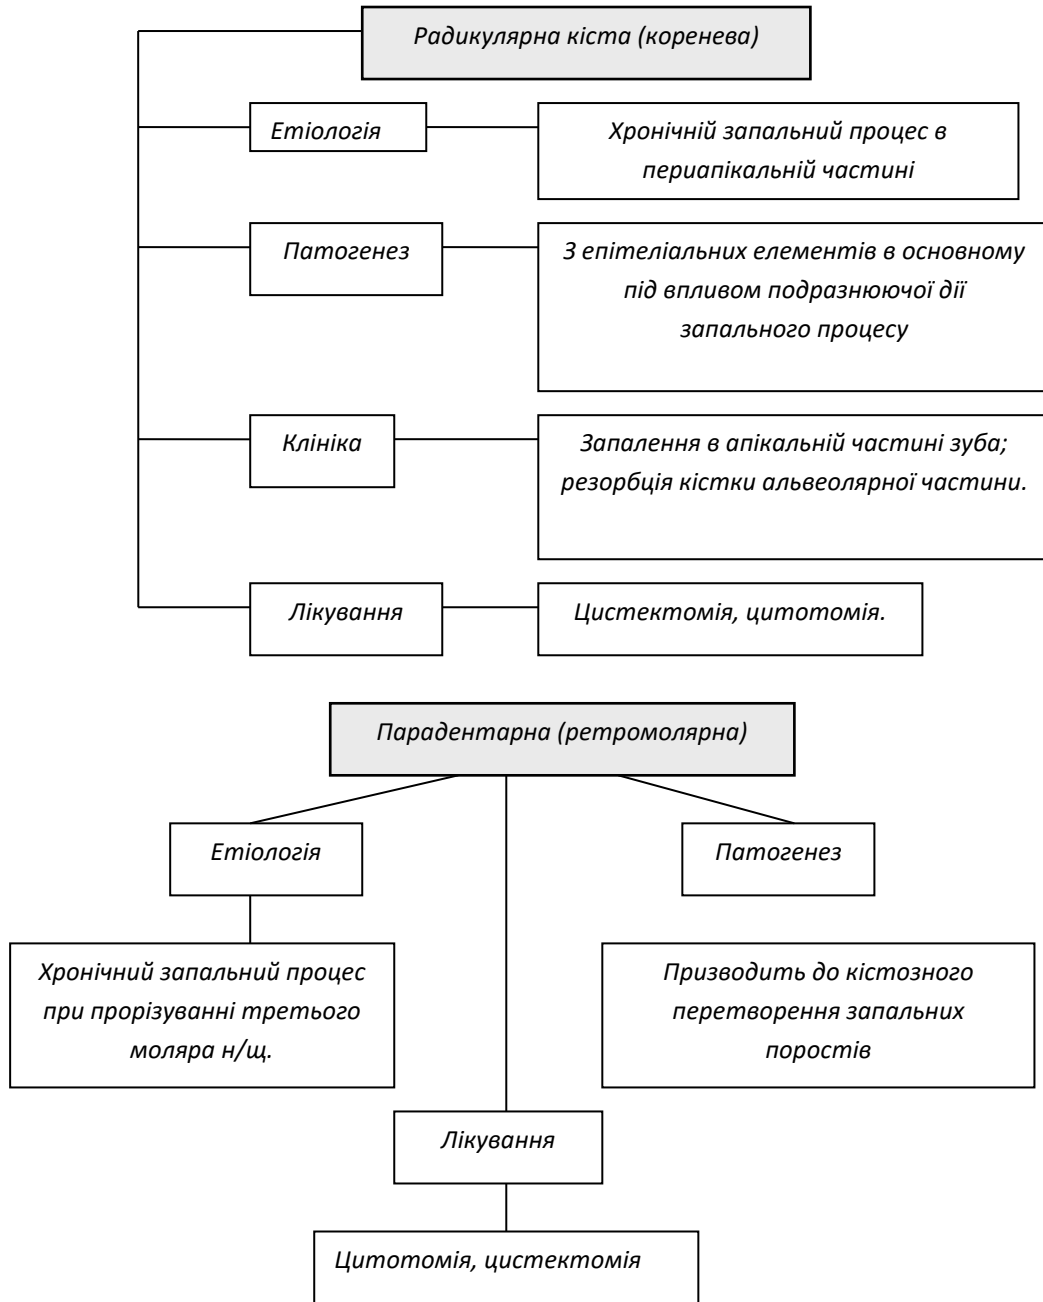 Радикулярна кіста (коренева)
Етіологія
Хронічній запальний процес в
периапікальній частині
Патогенез
З епітеліальних елементів в основному
під впливом подразнюючої дії
запального процесу
Клініка
Запалення в апікальній частині зуба;
резорбція кістки альвеолярної частини.
Лікування
Цистектомія, цитотомія.
Парадентарна (ретромолярна)
Етіологія
Патогенез
Хронічний запальний процес
при прорізуванні третього
моляра н/щ.
Призводить до кістозного
перетворення запальних
поростів
Лікування
Цитотомія, цистектомія